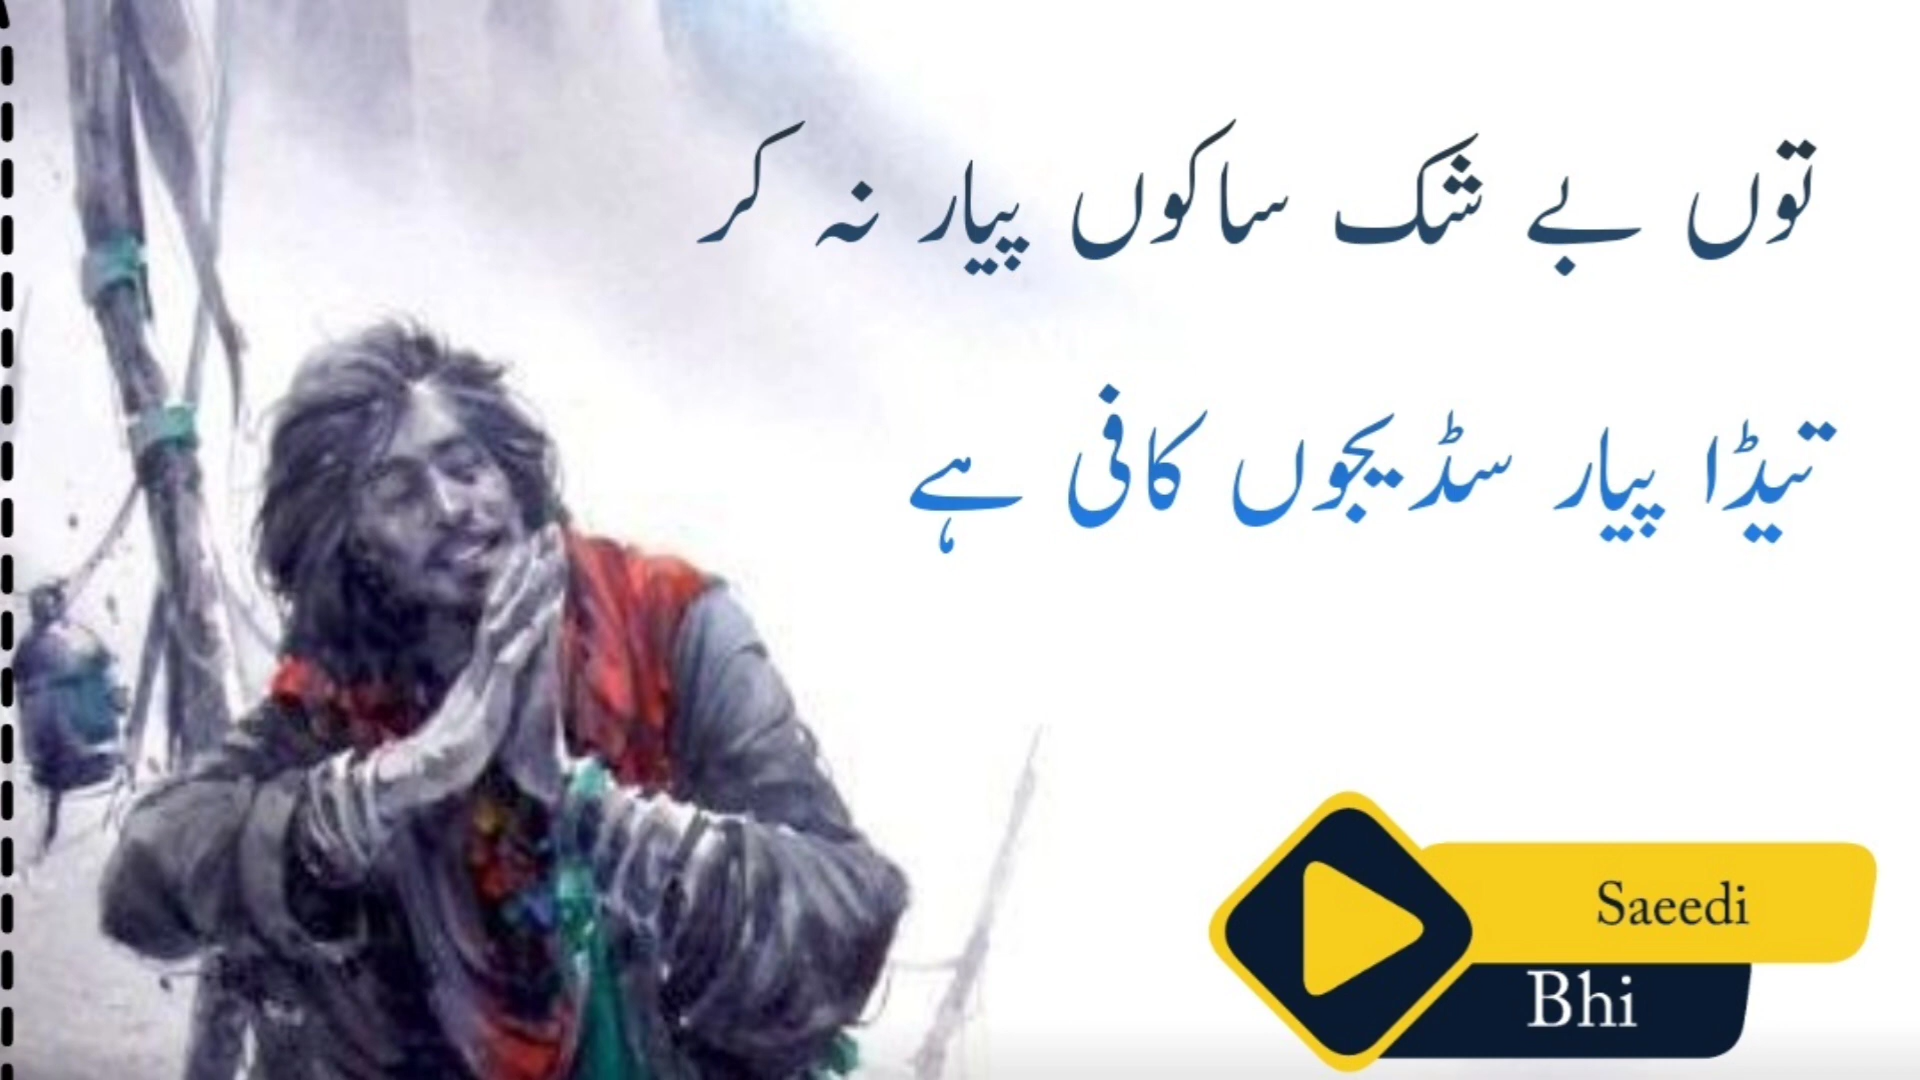 توں بے شک ساکوں پیار نہ کر
تیڈا پیار سڈیجوں کافی ہے
Saeedi
Bhi